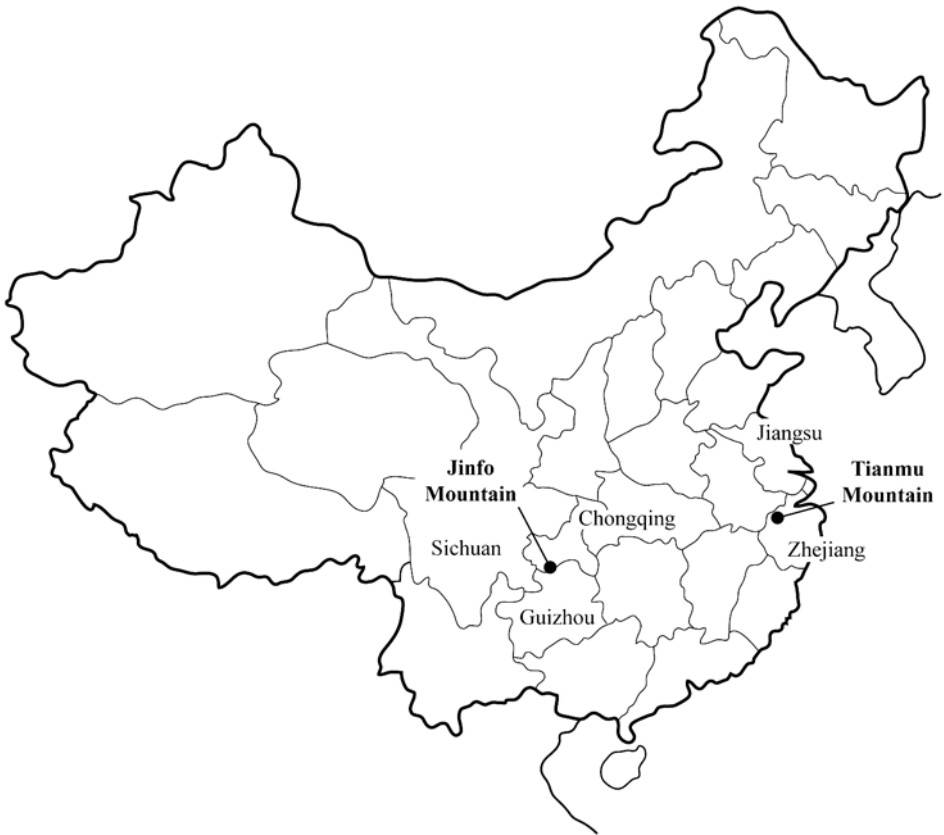 Jiangsu
Jinfo
Mountain
Tianmu
Mountain
Chongqing
Sichuan
Zhejiang
Guizhou